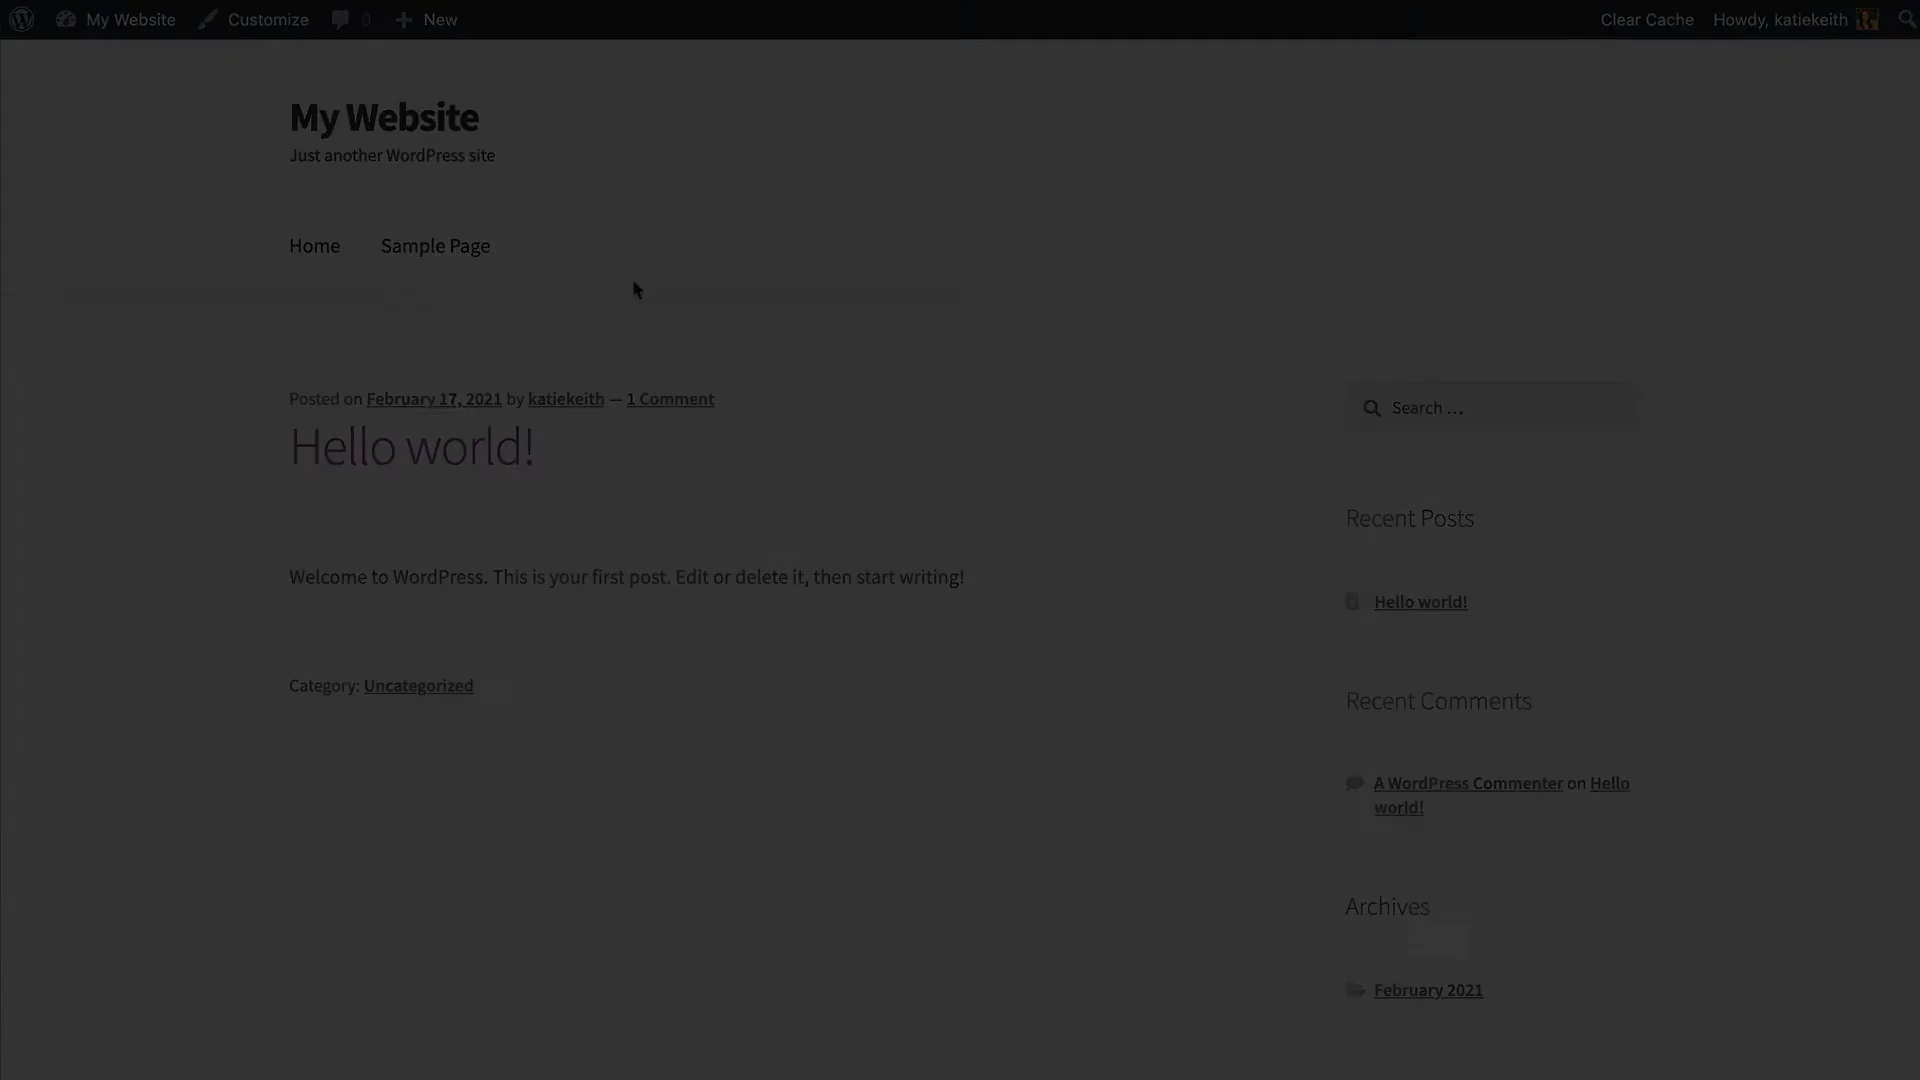 My Website Customize 0 New Clear Cache Howdy, katiekeith
My Website
Just another WordPress site
Home Sample Page
Posted on February 17, 2021 by katiekeith — 1 Comment
Hello world!
Welcome to WordPress. This is your first post. Edit or delete it, then start writing!
Category: Uncategorized
Search …
Recent Posts
Hello world!
Recent Comments
A WordPress Commenter on Hello
world!
Archives
February 2021